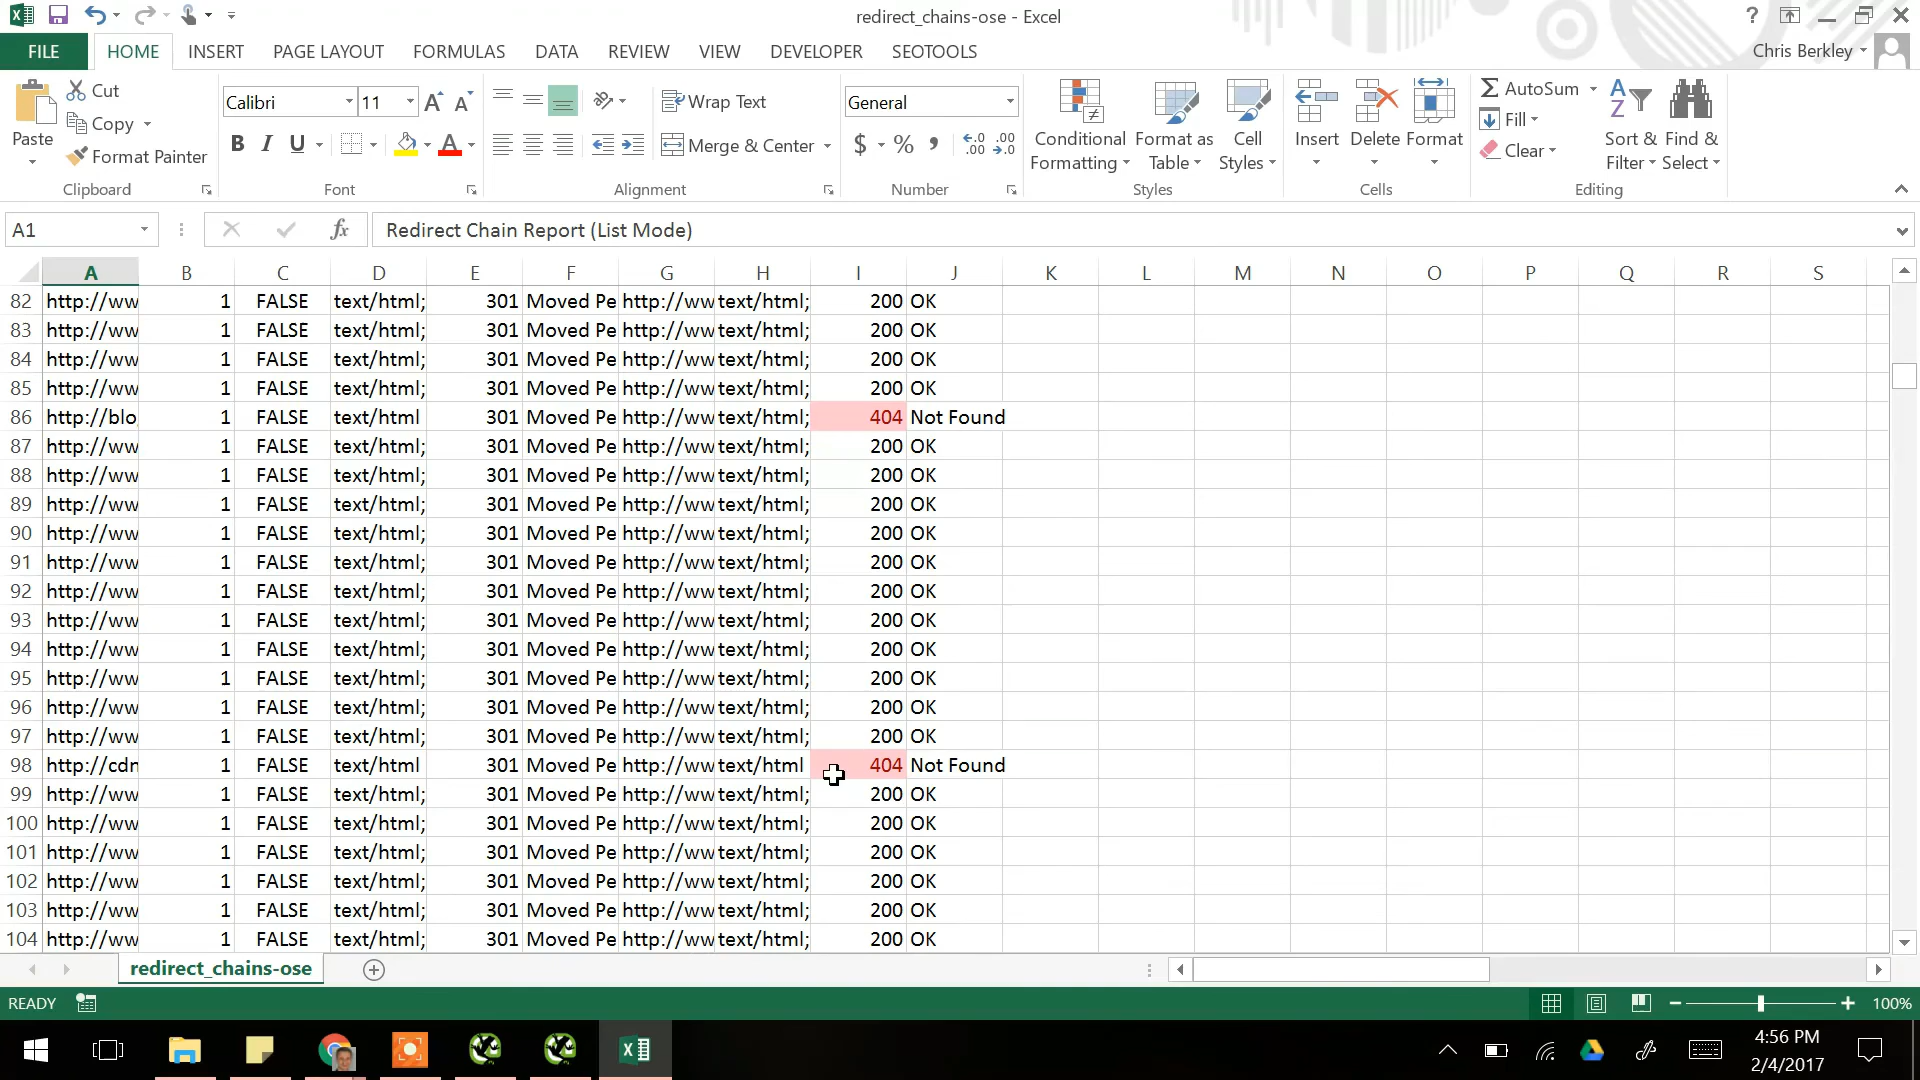 redirect_chains-ose - Excel
?
FILE HOME INSERT PAGE LAYOUT FORMULAS DATA REVIEW VIEW DEVELOPER SEOTOOLS Chris Berkley
Paste Cut Copy Format Painter Clipboard
Calibri 11 A A B I U A Font
Wrap Text Merge & Center Alignment
General $ % , .0 .00 .00 .0 Number
Conditional Formatting Format as Table Cell Styles Styles
Insert Delete Format Cells
AutoSum Fill Clear Sort & Filter Find & Select Editing
A1 fx Redirect Chain Report (List Mode)
A B C D E F G H I J K L M N O P Q R S
82 http://ww 1 FALSE text/html; 301 Moved Pe http://ww text/html; 200 OK
83 http://ww 1 FALSE text/html; 301 Moved Pe http://ww text/html; 200 OK
84 http://ww 1 FALSE text/html; 301 Moved Pe http://ww text/html; 200 OK
85 http://ww 1 FALSE text/html; 301 Moved Pe http://ww text/html; 200 OK
86 http://blo 1 FALSE text/html 301 Moved Pe http://ww text/html; 404 Not Found
87 http://ww 1 FALSE text/html; 301 Moved Pe http://ww text/html; 200 OK
88 http://ww 1 FALSE text/html; 301 Moved Pe http://ww text/html; 200 OK
89 http://ww 1 FALSE text/html; 301 Moved Pe http://ww text/html; 200 OK
90 http://ww 1 FALSE text/html; 301 Moved Pe http://ww text/html; 200 OK
91 http://ww 1 FALSE text/html; 301 Moved Pe http://ww text/html; 200 OK
92 http://ww 1 FALSE text/html; 301 Moved Pe http://ww text/html; 200 OK
93 http://ww 1 FALSE text/html; 301 Moved Pe http://ww text/html; 200 OK
94 http://ww 1 FALSE text/html; 301 Moved Pe http://ww text/html; 200 OK
95 http://ww 1 FALSE text/html; 301 Moved Pe http://ww text/html; 200 OK
96 http://ww 1 FALSE text/html; 301 Moved Pe http://ww text/html; 200 OK
97 http://ww 1 FALSE text/html; 301 Moved Pe http://ww text/html; 200 OK
98 http://cdn 1 FALSE text/html 301 Moved Pe http://ww text/html 404 Not Found
99 http://ww 1 FALSE text/html; 301 Moved Pe http://ww text/html; 200 OK
100 http://ww 1 FALSE text/html; 301 Moved Pe http://ww text/html; 200 OK
101 http://ww 1 FALSE text/html; 301 Moved Pe http://ww text/html; 200 OK
102 http://ww 1 FALSE text/html; 301 Moved Pe http://ww text/html; 200 OK
103 http://ww 1 FALSE text/html; 301 Moved Pe http://ww text/html; 200 OK
104 http://ww 1 FALSE text/html; 301 Moved Pe http://ww text/html; 200 OK
redirect_chains-ose
READY 100%
4:56 PM
2/4/2017